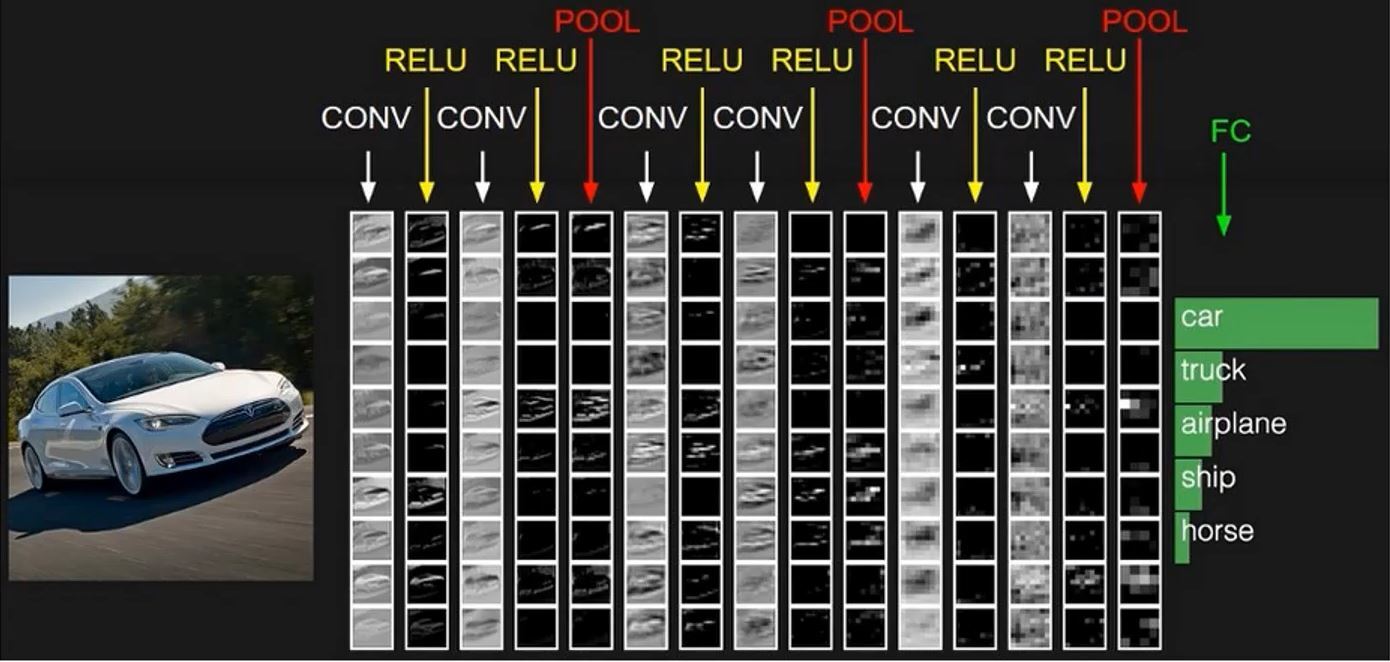 POOL POOL POOL
RELU RELU RELU RELU RELU RELU
CONV CONV CONV CONV CONV CONV
FC
car
truck
airplane
ship
horse